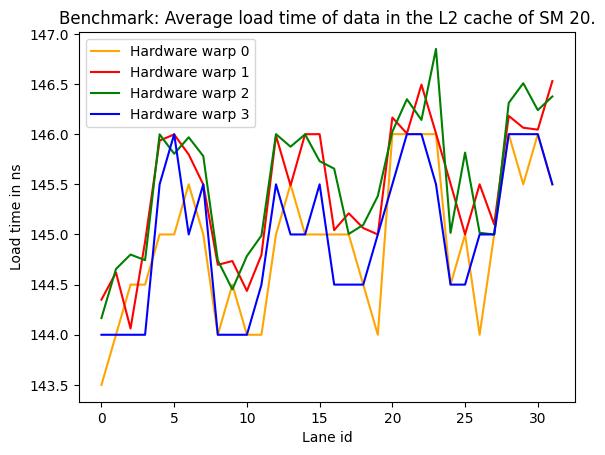 Benchmark: Average load time of data in the L2 cache of SM 20.
147.0
146.5
146.0
145.5
145.0
144.5
144.0
143.5
Load time in ns
Hardware warp 0
Hardware warp 1
Hardware warp 2
Hardware warp 3
0 5 10 15 20 25 30
Lane id